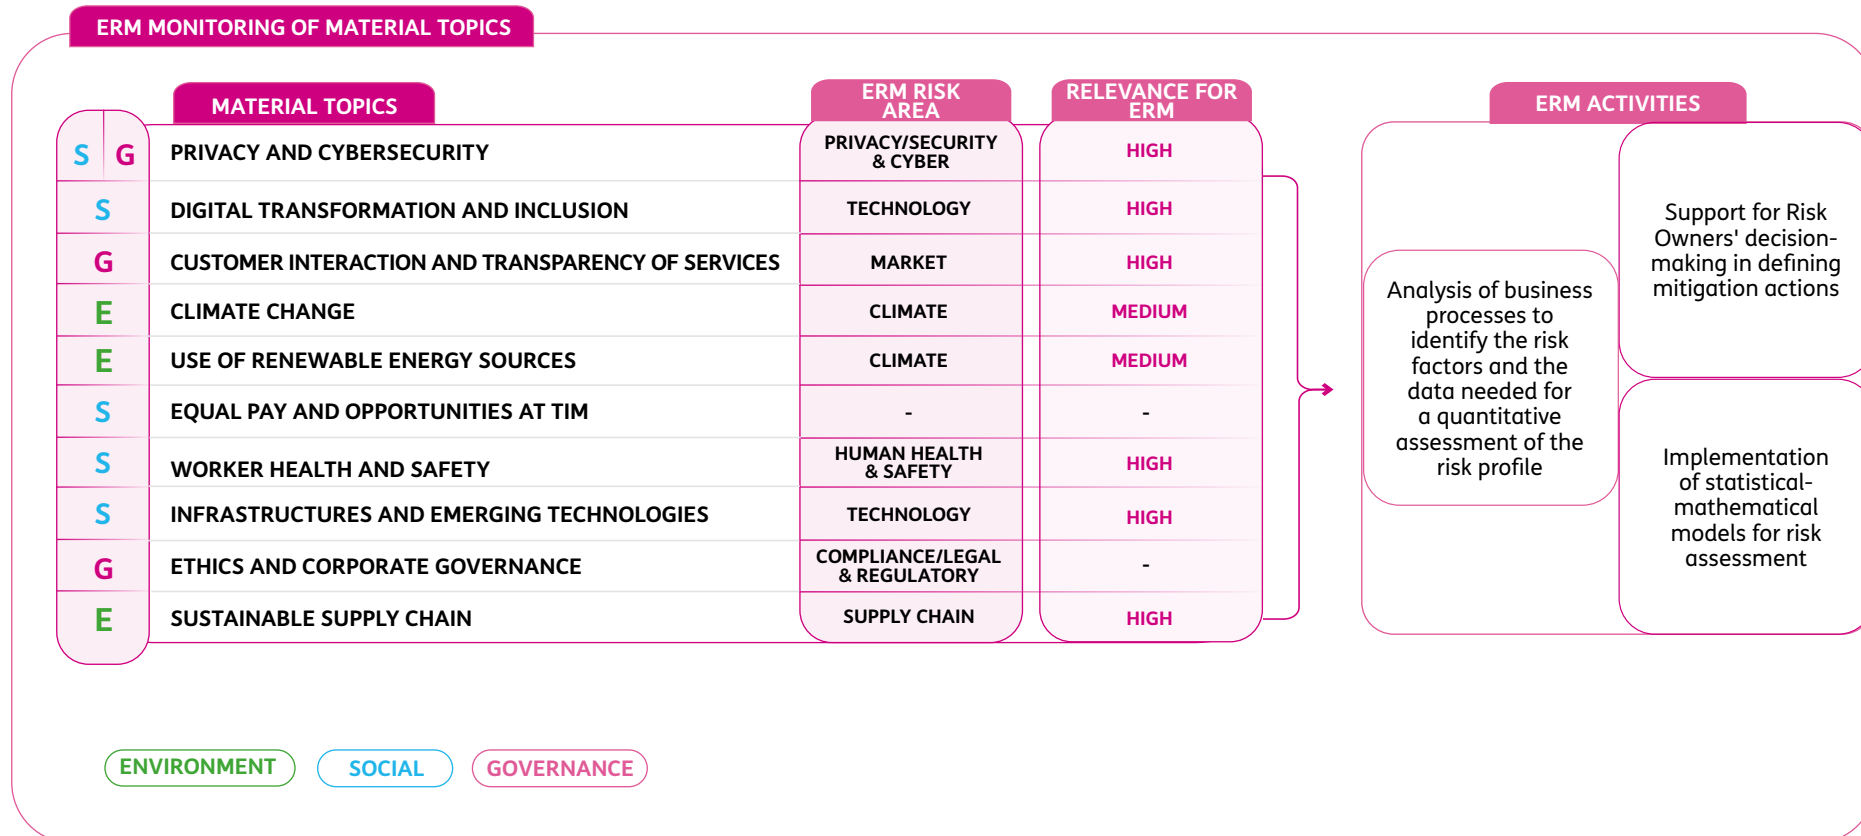 ERM MONITORING OF MATERIAL TOPICS
MATERIAL TOPICS
ERM RISK
AREA
RELEVANCE FOR
ERM
S G PRIVACY AND CYBERSECURITY
PRIVACY/SECURITY
& CYBER
HIGH
S DIGITAL TRANSFORMATION AND INCLUSION TECHNOLOGY HIGH
G CUSTOMER INTERACTION AND TRANSPARENCY OF SERVICES MARKET HIGH
E CLIMATE CHANGE CLIMATE MEDIUM
E USE OF RENEWABLE ENERGY SOURCES CLIMATE MEDIUM
S EQUAL PAY AND OPPORTUNITIES AT TIM - -
S WORKER HEALTH AND SAFETY
HUMAN HEALTH
& SAFETY
HIGH
S INFRASTRUCTURES AND EMERGING TECHNOLOGIES TECHNOLOGY HIGH
G ETHICS AND CORPORATE GOVERNANCE
COMPLIANCE/LEGAL
& REGULATORY
-
E SUSTAINABLE SUPPLY CHAIN SUPPLY CHAIN HIGH
ERM ACTIVITIES
Analysis of business
processes to
identify the risk
factors and the
data needed for
a quantitative
assessment of the
risk profile
Support for Risk
Owners' decision-
making in defining
mitigation actions
Implementation
of statistical-
mathematical
models for risk
assessment
ENVIRONMENT SOCIAL GOVERNANCE